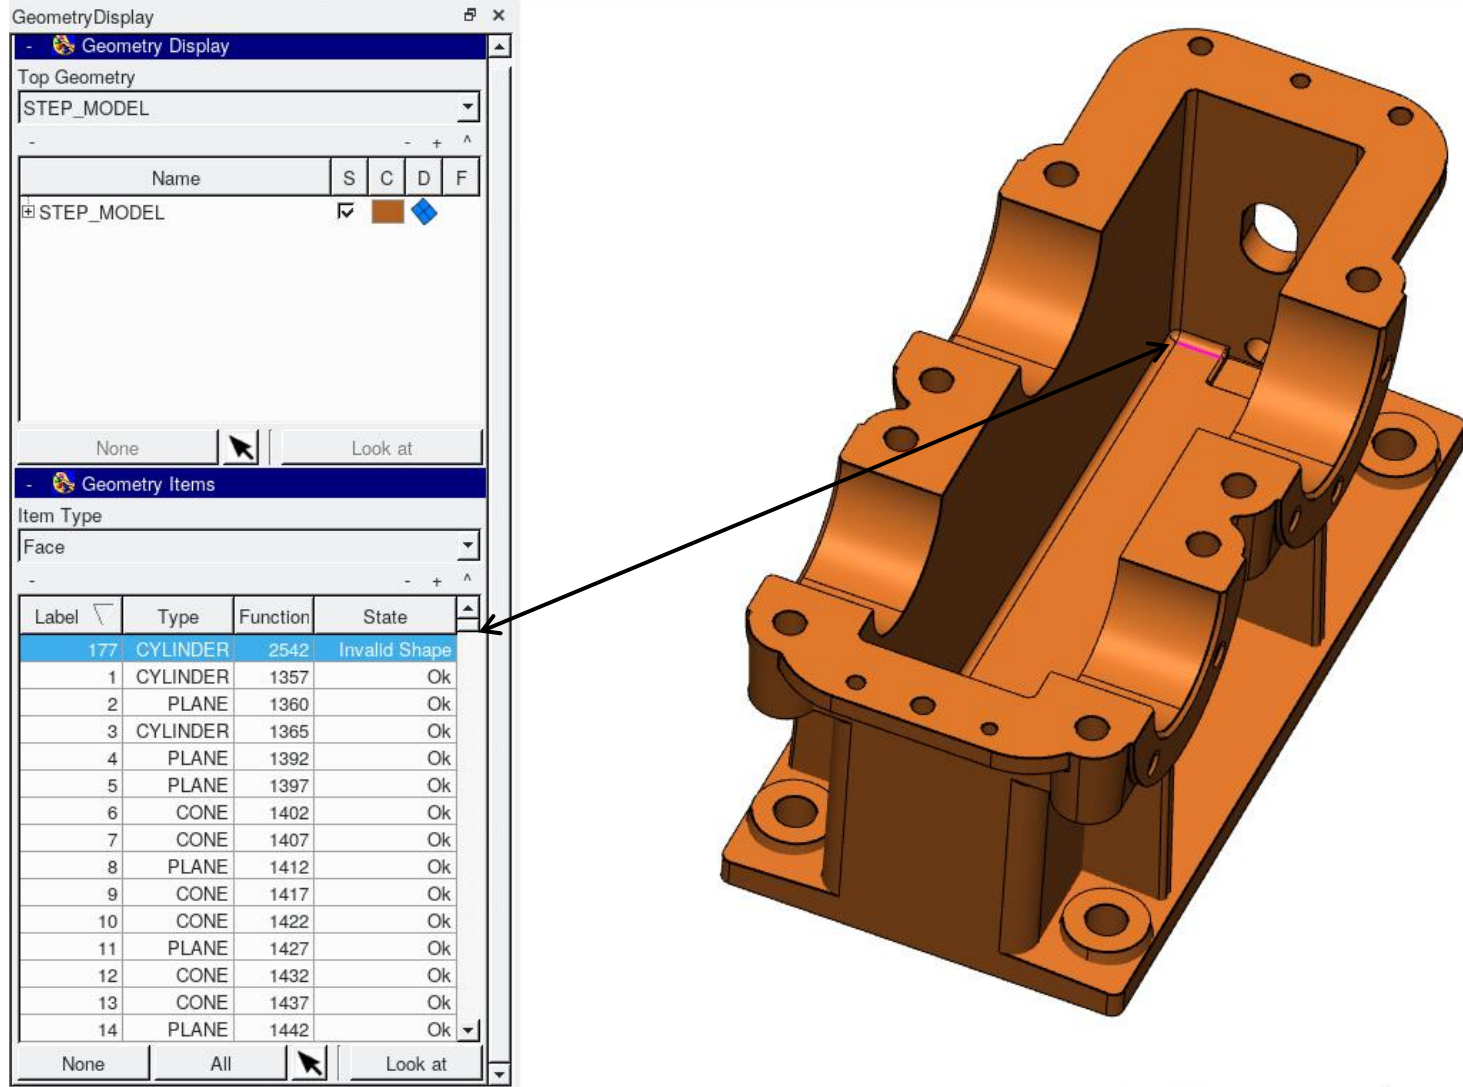 GeometryDisplay
- Geometry Display
Top Geometry
STEP_MODEL
- - + ^
Name S C D F
STEP_MODEL
None Look at
- Geometry Items
Item Type
Face
- - + ^
Label Type Function State
177 CYLINDER 2542 Invalid Shape
1 CYLINDER 1357 Ok
2 PLANE 1360 Ok
3 CYLINDER 1365 Ok
4 PLANE 1392 Ok
5 PLANE 1397 Ok
6 CONE 1402 Ok
7 CONE 1407 Ok
8 PLANE 1412 Ok
9 CONE 1417 Ok
10 CONE 1422 Ok
11 PLANE 1427 Ok
12 CONE 1432 Ok
13 CONE 1437 Ok
14 PLANE 1442 Ok
None All Look at